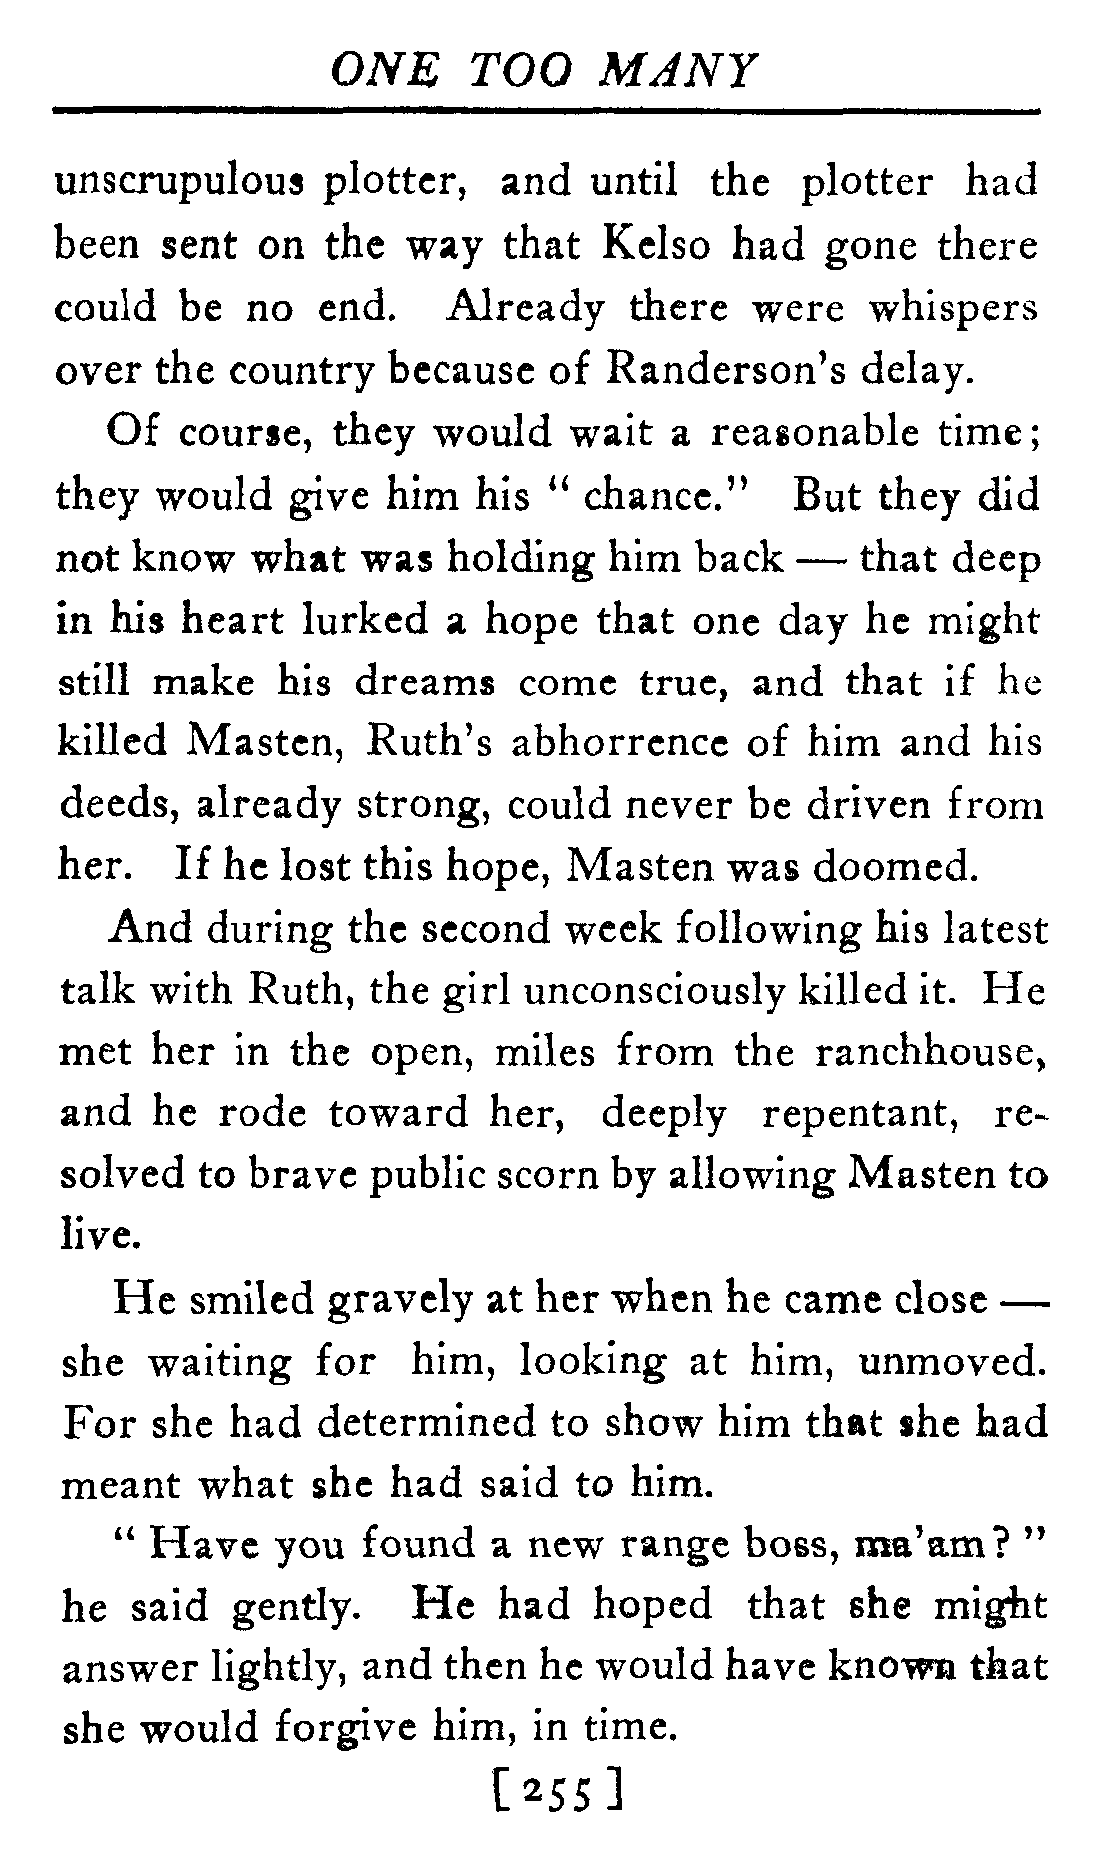 ONE TOO MANY
unscrupulous plotter, and until the plotter had
been sent on the way that Kelso had gone there
could be no end. Already there were whispers
over the country because of Randerson's delay.
Of course, they would wait a reasonable time;
they would give him his " chance." But they did
not know what was holding him back — that deep
in his heart lurked a hope that one day he might
still make his dreams come true, and that if he
killed Masten, Ruth's abhorrence of him and his
deeds, already strong, could never be driven from
her. If he lost this hope, Masten was doomed.
And during the second week following his latest
talk with Ruth, the girl unconsciously killed it. He
met her in the open, miles from the ranchhouse,
and he rode toward her, deeply repentant, re-
solved to brave public scorn by allowing Masten to
live.
He smiled gravely at her when he came close —
she waiting for him, looking at him, unmoved.
For she had determined to show him that she had
meant what she had said to him.
" Have you found a new range boss, ma'am? "
he said gently. He had hoped that she might
answer lightly, and then he would have known that
she would forgive him, in time.
[ 255 ]